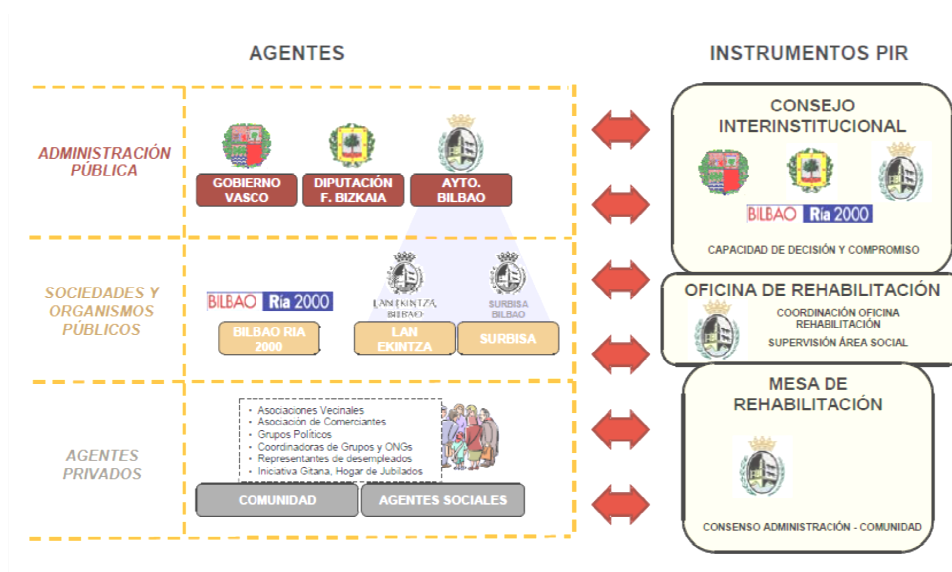 AGENTES
INSTRUMENTOS PIR
ADMINISTRACIÓN
PÚBLICA
GOBIERNO
VASCO
DIPUTACIÓN
F. BIZKAIA
AYTO.
BILBAO
SOCIEDADES Y
ORGANISMOS
PÚBLICOS
BILBAO Ría 2000
LAN EKINTZA
BILBAO
SURBISA
BILBAO
BILBAO RIA
2000
LAN
EKINTZA
SURBISA
AGENTES
PRIVADOS
• Asociaciones Vecinales
• Asociación de Comerciantes
• Grupos Políticos
• Coordinadoras de Grupos y ONGs
• Representantes de desempleados
• Iniciativa Gitana, Hogar de Jubilados
COMUNIDAD
AGENTES SOCIALES
CONSEJO
INTERINSTITUCIONAL
BILBAO Ría 2000
CAPACIDAD DE DECISIÓN Y COMPROMISO
OFICINA DE REHABILITACIÓN
COORDINACIÓN OFICINA
REHABILITACIÓN
SUPERVISIÓN ÁREA SOCIAL
MESA DE
REHABILITACIÓN
CONSENSO ADMINISTRACIÓN - COMUNIDAD